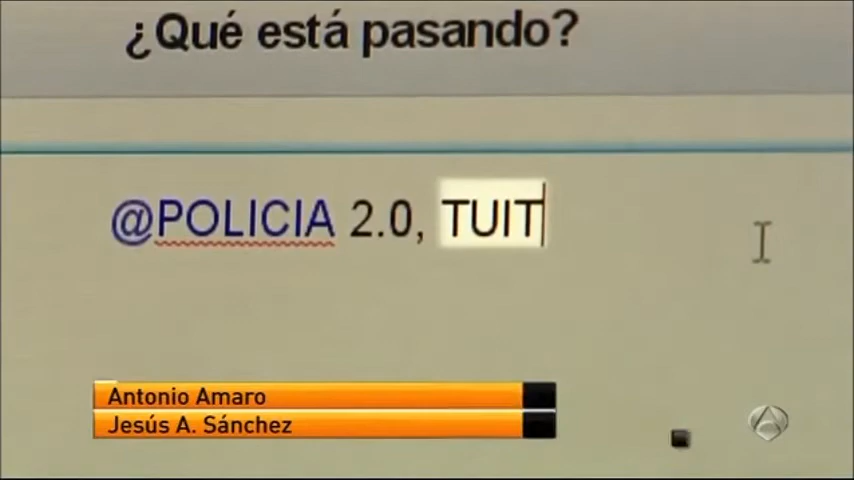 ¿Qué está pasando?
@POLICIA 2.0, TUIT
Antonio Amaro
Jesús A. Sánchez